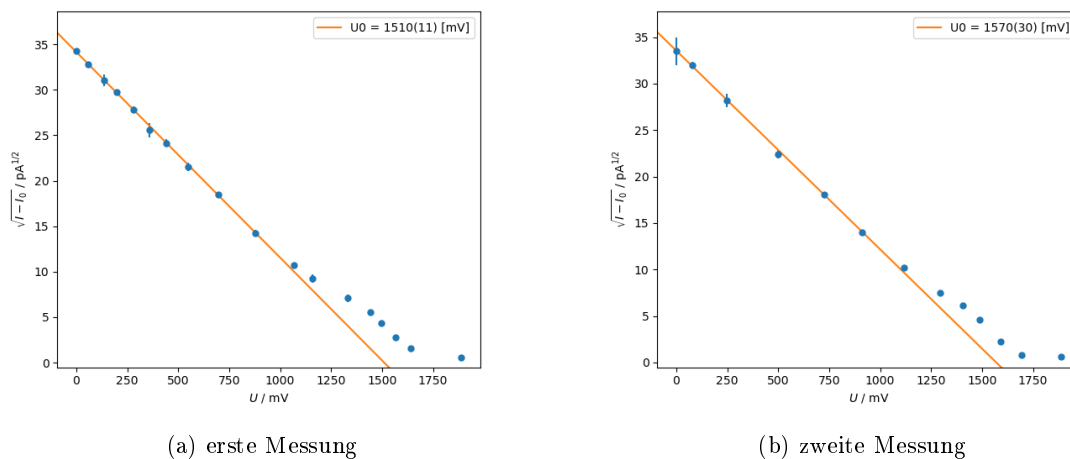 U0 = 1510(11) [mV]
35
30
25
20
15
10
5
0
√I − I₀ / pA^{1/2}
0 250 500 750 1000 1250 1500 1750
U / mV
(a) erste Messung
U0 = 1570(30) [mV]
35
30
25
20
15
10
5
0
√I − I₀ / pA^{1/2}
0 250 500 750 1000 1250 1500 1750
U / mV
(b) zweite Messung